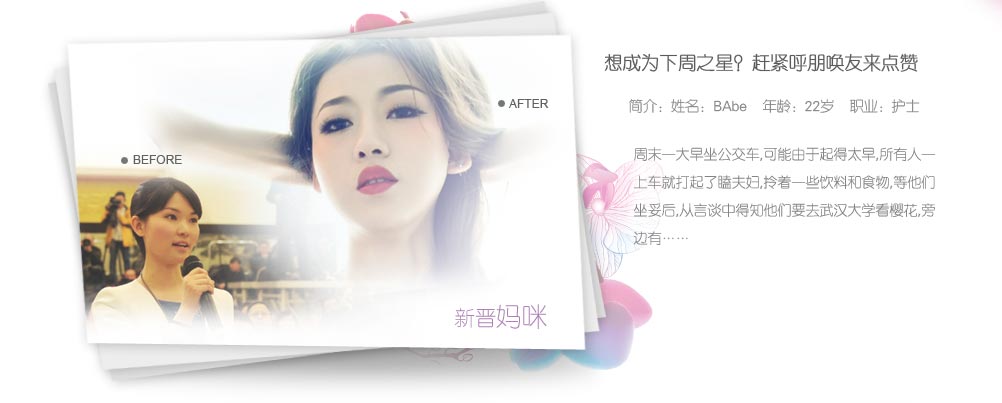 想成为下周之星？赶紧呼朋唤友来点赞
AFTER
简介：姓名：BAbe 年龄：22岁 职业：护士
BEFORE
周末一大早坐公交车,可能由于起得太早,所有人一
上车就打起了瞌夫妇,拎着一些饮料和食物,等他们
坐妥后,从言谈中得知他们要去武汉大学看樱花,旁
边有……
新晋妈咪